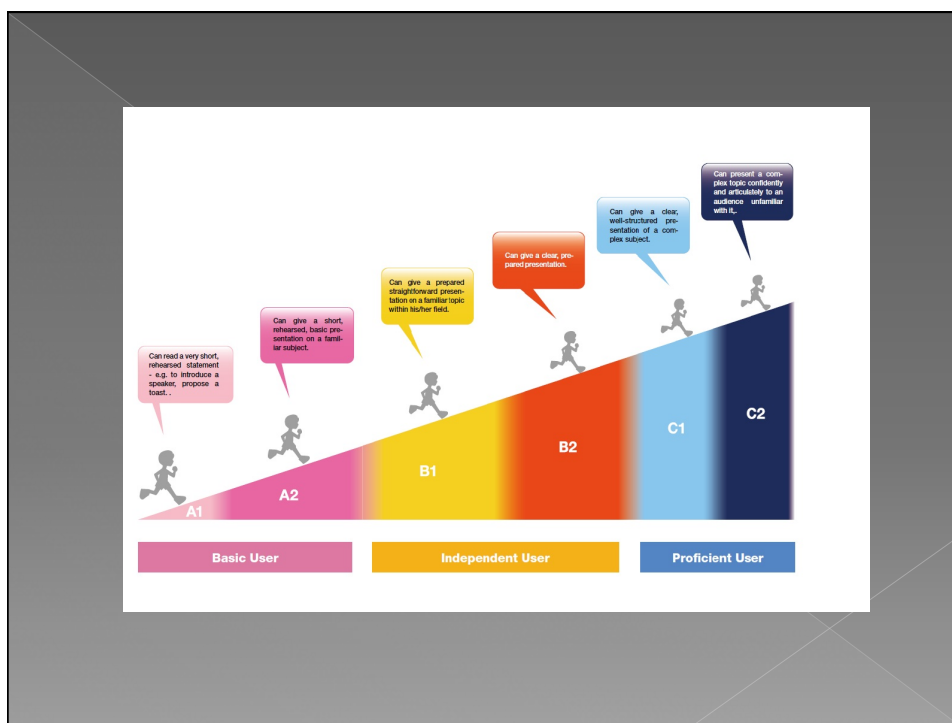 Can read a very short,
rehearsed statement
- e.g. to introduce a
speaker, propose a
toast. .
Can give a short,
rehearsed, basic pre-
sentation on a famil-
iar subject.
Can give a prepared
straightforward presen-
tation on a familiar topic
within his/her field.
Can give a clear, pre-
pared presentation.
Can give a clear,
well-structured pre-
sentation of a com-
plex subject.
Can present a com-
plex topic confidently
and articulately to an
audience unfamiliar
with it,.
A1
A2
B1
B2
C1
C2
Basic User
Independent User
Proficient User